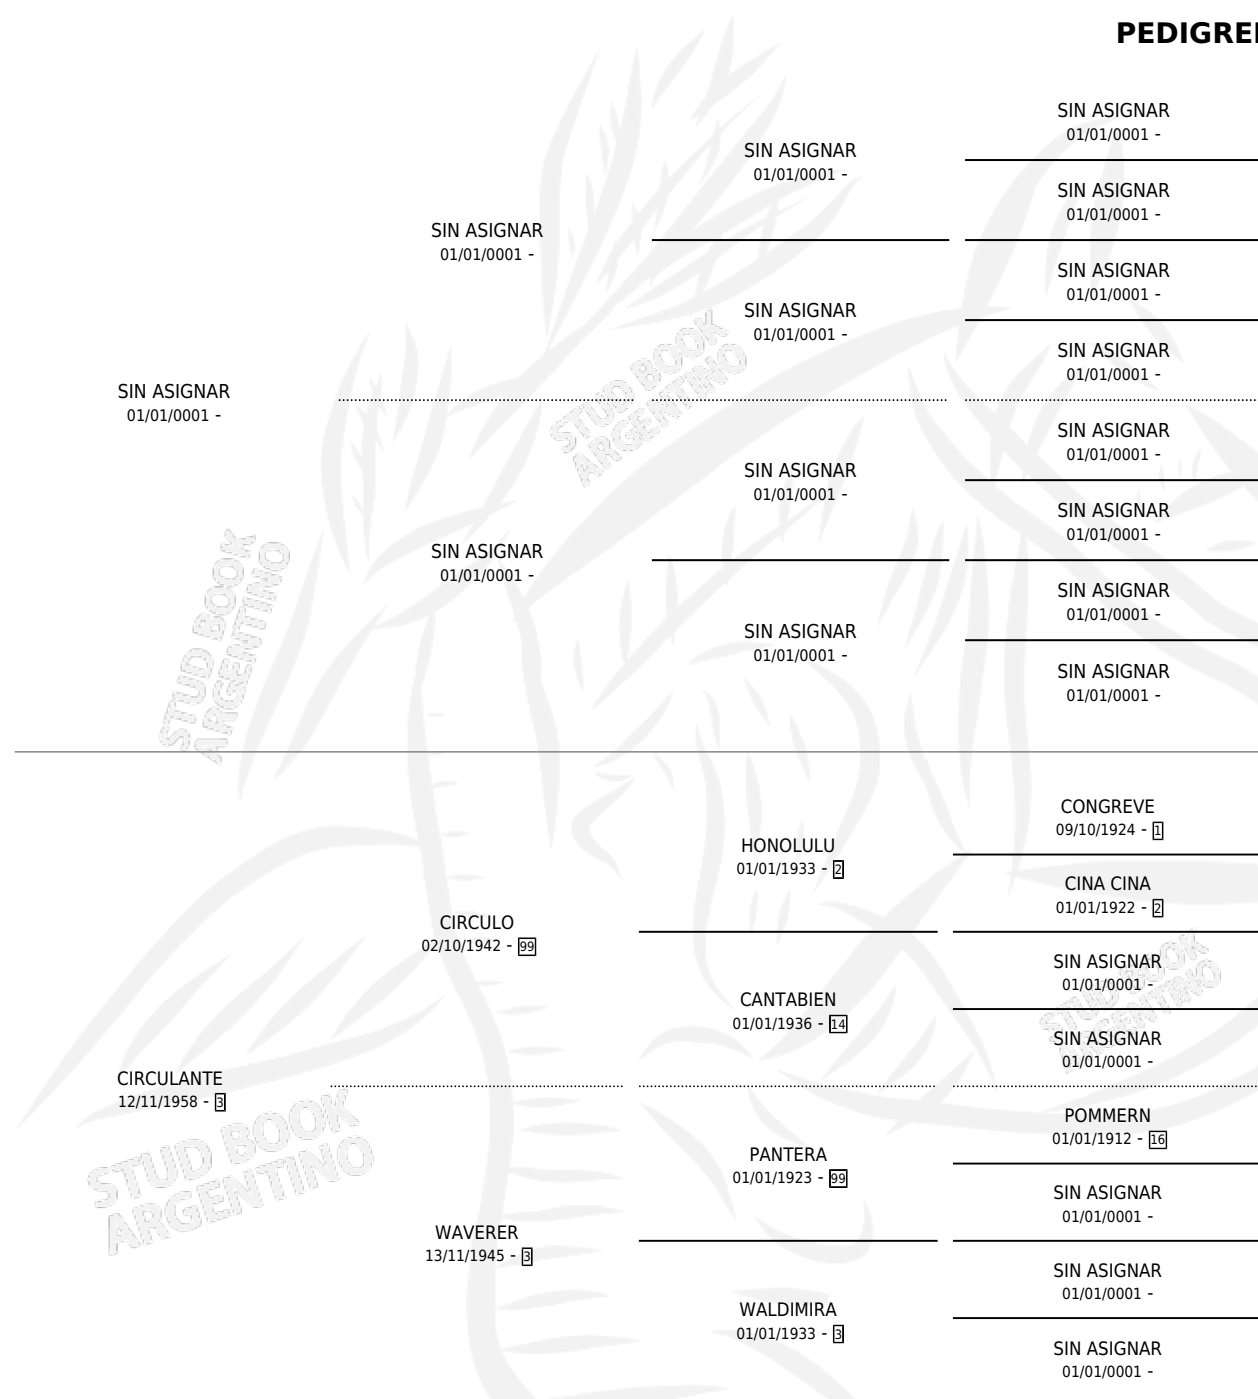 PEDIGREE
SIN ASIGNAR
01/01/0001 -
SIN ASIGNAR
01/01/0001 -
SIN ASIGNAR
01/01/0001 -
SIN ASIGNAR
01/01/0001 -
SIN ASIGNAR
01/01/0001 -
SIN ASIGNAR
01/01/0001 -
SIN ASIGNAR
01/01/0001 -
SIN ASIGNAR
01/01/0001 -
SIN ASIGNAR
01/01/0001 -
SIN ASIGNAR
01/01/0001 -
SIN ASIGNAR
01/01/0001 -
SIN ASIGNAR
01/01/0001 -
SIN ASIGNAR
01/01/0001 -
SIN ASIGNAR
01/01/0001 -
SIN ASIGNAR
01/01/0001 -
STUD BOOK
ARGENTINO
STUD BOOK
ARGENTINO
CONGREVE
09/10/1924 - 1
HONOLULU
01/01/1933 - 2
CINA CINA
01/01/1922 - 2
CIRCULO
02/10/1942 - 99
SIN ASIGNAR
01/01/0001 -
CANTABIEN
01/01/1936 - 14
SIN ASIGNAR
01/01/0001 -
STUD BOOK
ARGENTINO
CIRCULANTE
12/11/1958 - 3
POMMERN
01/01/1912 - 16
PANTERA
01/01/1923 - 99
SIN ASIGNAR
01/01/0001 -
WAVERER
13/11/1945 - 3
SIN ASIGNAR
01/01/0001 -
WALDIMIRA
01/01/1933 - 3
SIN ASIGNAR
01/01/0001 -
STUD BOOK
ARGENTINO